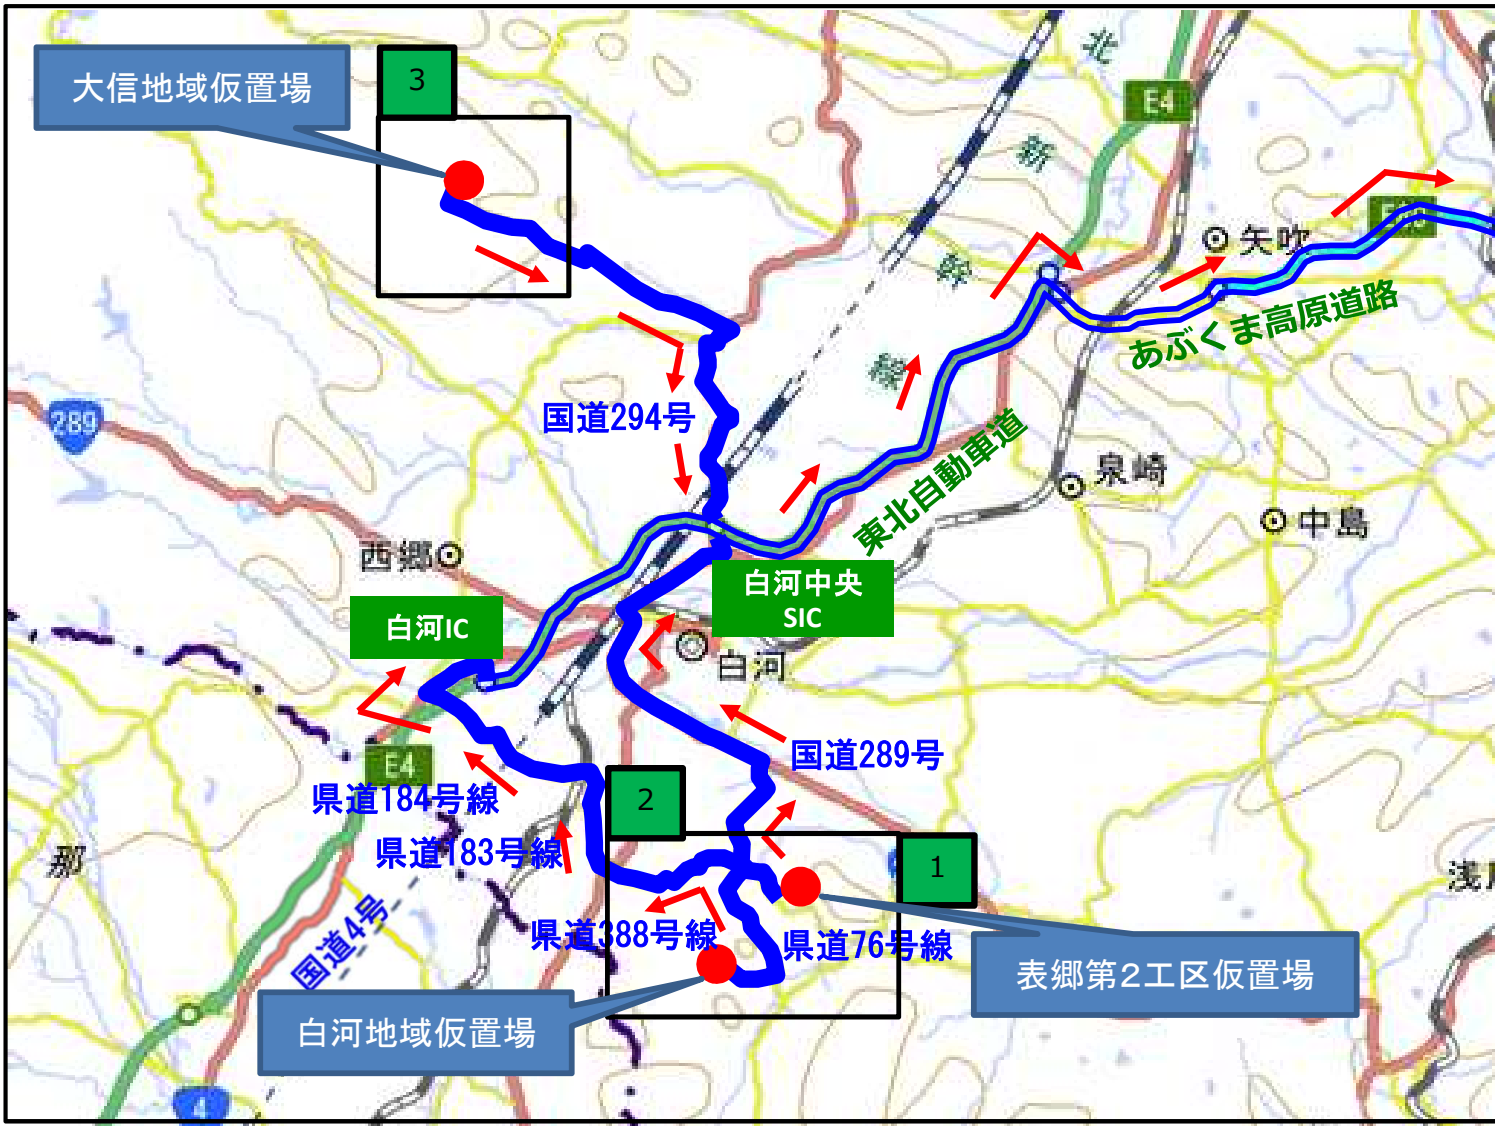 大信地域仮置場
3
北
新
幹
線
E4
矢吹
あぶくま高原道路
289
国道294号
東北自動車道
泉崎
中島
西郷
白河IC
白河中央
SIC
白河
国道289号
E4
県道184号線
2
県道183号線
1
那
県道388号線
県道76号線
国道4号
表郷第2工区仮置場
白河地域仮置場
4